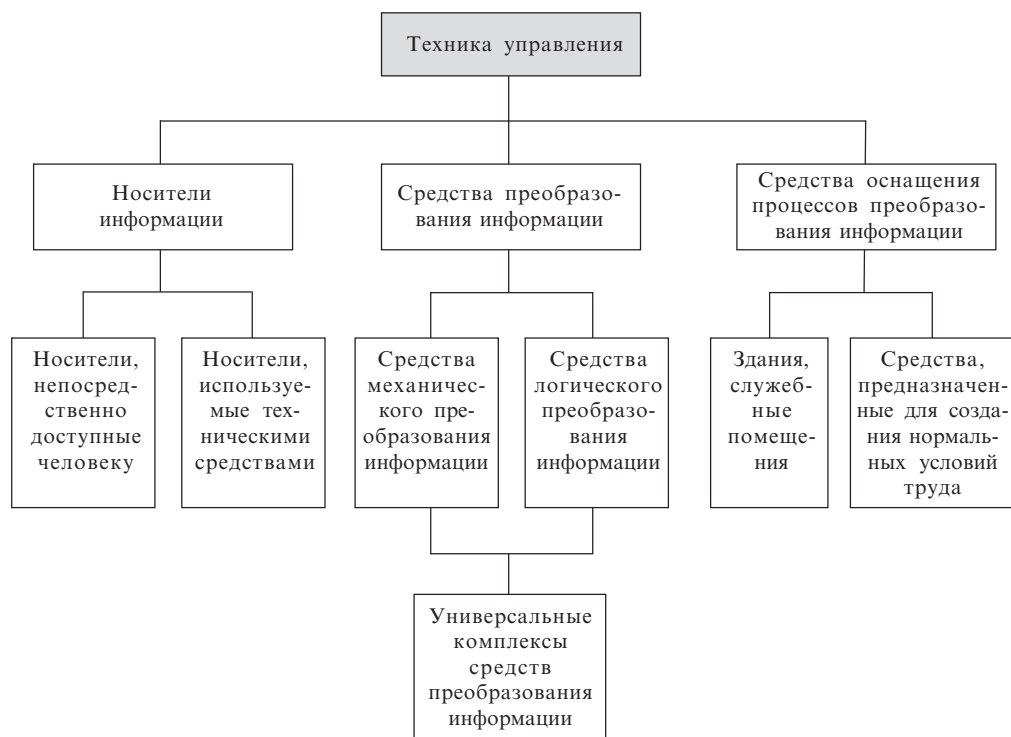 Техника управления
Носители
информации
Средства преобразо-
вания информации
Средства оснащения
процессов преобразо-
вания информации
Носители,
непосред-
ственно
доступные
человеку
Носители,
используе-
мые тех-
ническими
средствами
Средства
механичес-
кого пре-
образования
информации
Средства
логического
преобразо-
вания
информации
Здания,
служеб-
ные
помеще-
ния
Средства,
предназначен-
ные для созда-
ния нормаль-
ных условий
труда
Универсальные
комплексы
средств
преобразования
информации